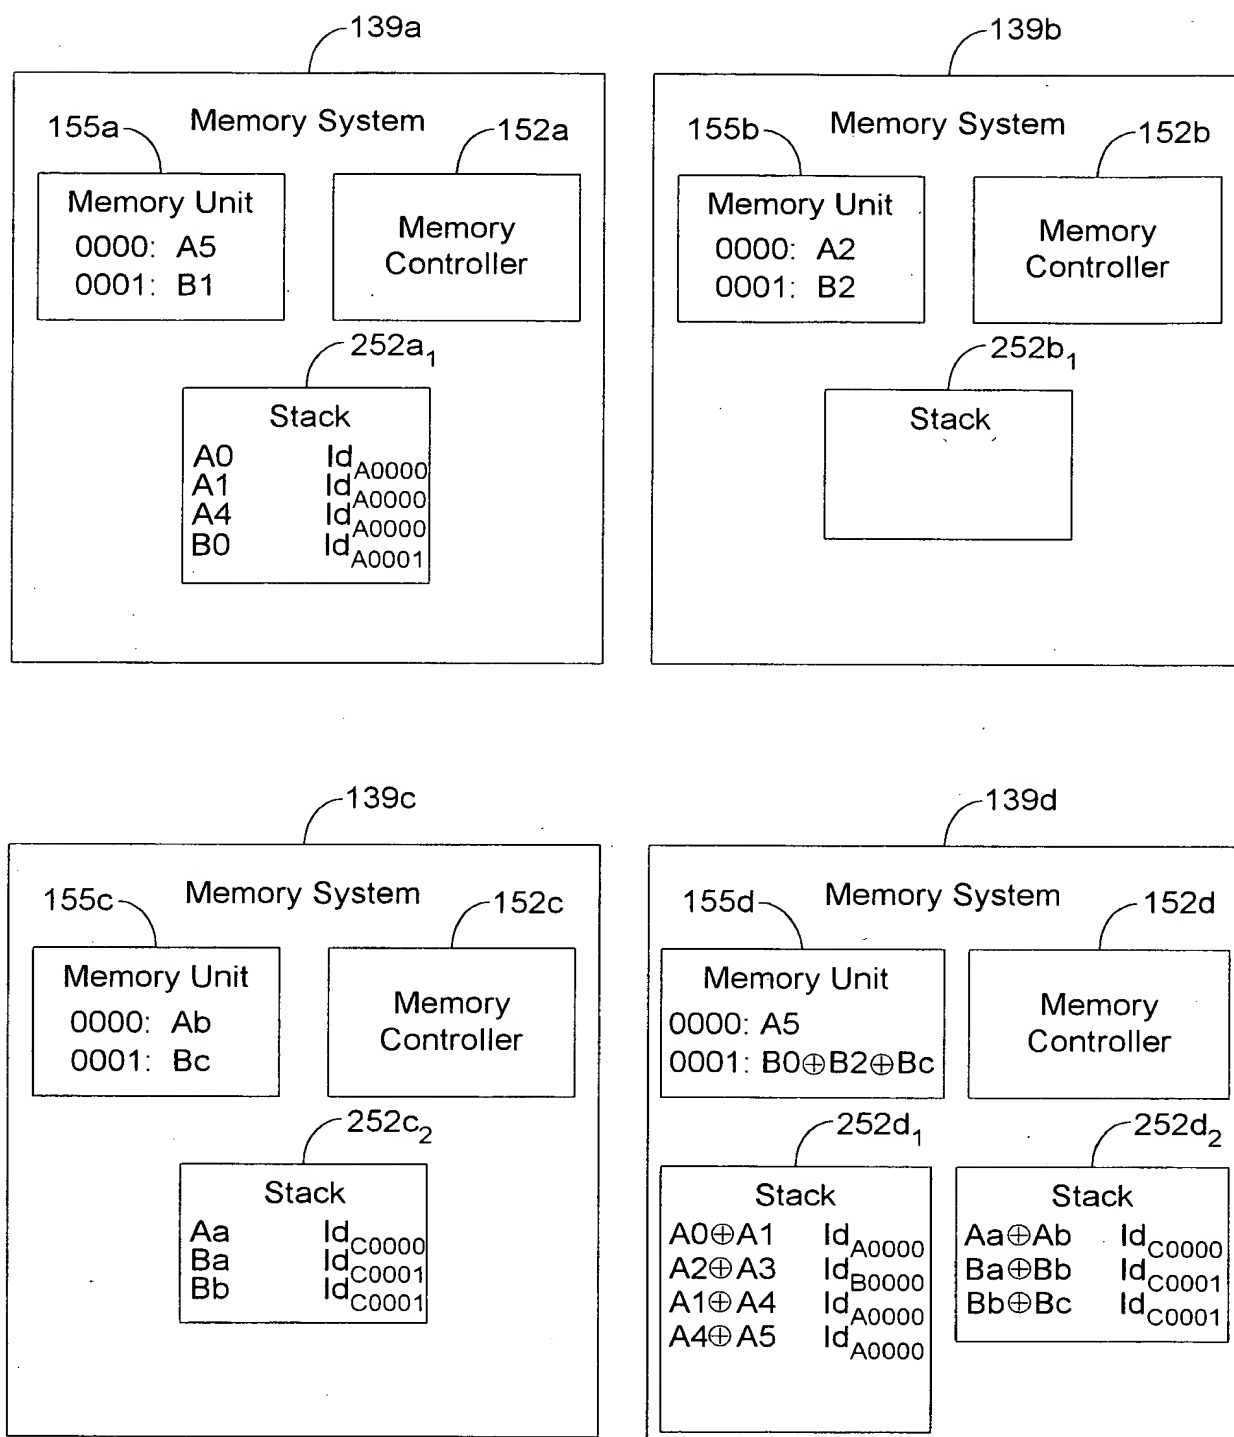 139a
Memory System
155a
152a
Memory Unit
0000: A5
0001: B1
Memory
Controller
252a1
Stack
A0 IdA0000
A1 IdA0000
A4 IdA0000
B0 IdA0001
139b
Memory System
155b
152b
Memory Unit
0000: A2
0001: B2
Memory
Controller
252b1
Stack
139c
Memory System
155c
152c
Memory Unit
0000: Ab
0001: Bc
Memory
Controller
252c2
Stack
Aa IdC0000
Ba IdC0001
Bb IdC0001
139d
Memory System
155d
152d
Memory Unit
0000: A5
0001: B0⊕B2⊕Bc
Memory
Controller
252d1
Stack
A0⊕A1 IdA0000
A2⊕A3 IdB0000
A1⊕A4 IdA0000
A4⊕A5 IdA0000
252d2
Stack
Aa⊕Ab IdC0000
Ba⊕Bb IdC0001
Bb⊕Bc IdC0001